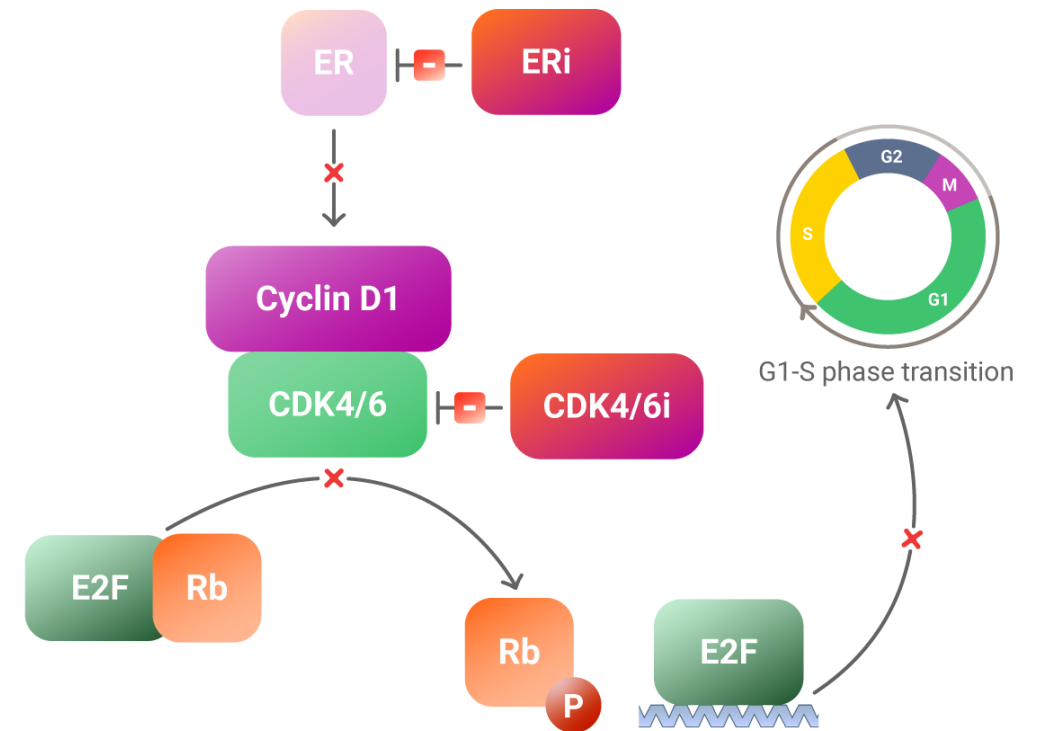 ER
-
ERi
Cyclin D1
CDK4/6
-
CDK4/6i
E2F
Rb
Rb
P
E2F
G2
M
S
G1
G1-S phase transition